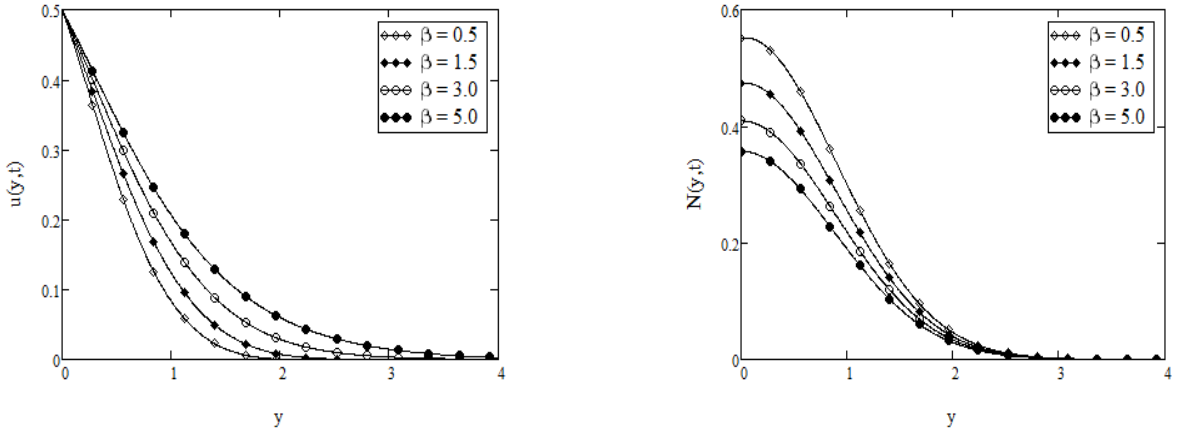 0.5
0.4
0.3
0.2
0.1
0
u(y,t)
0
1
2
3
4
y
β = 0.5
β = 1.5
β = 3.0
β = 5.0
0.6
0.4
0.2
0
N(y,t)
0
1
2
3
4
y
β = 0.5
β = 1.5
β = 3.0
β = 5.0